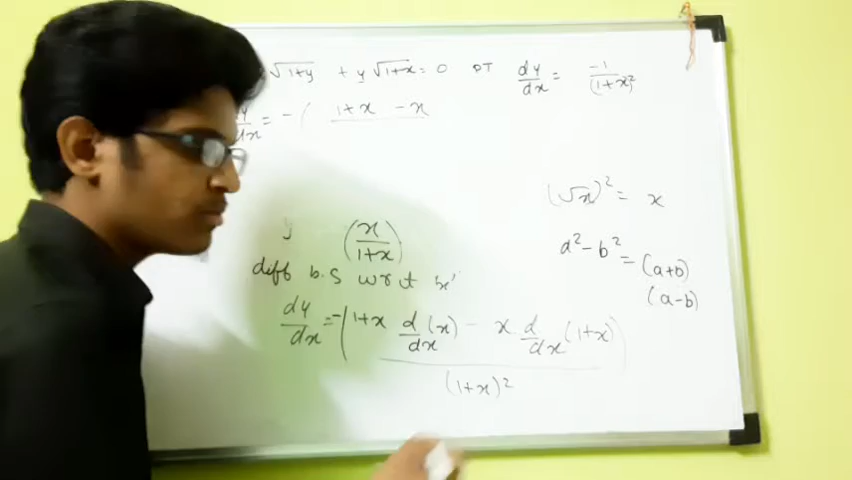 √1+y + y √1+x = 0 PT dy/dx = -1/(1+x)²
dy/dx = - ( 1+x - x
(√x)² = x
(x/1+x)
a² - b² = (a+b)
(a-b)
diff b.s w r t 'x'
dy/dx = -(1+x d/dx (x) - x d/dx (1+x)
(1+x)²